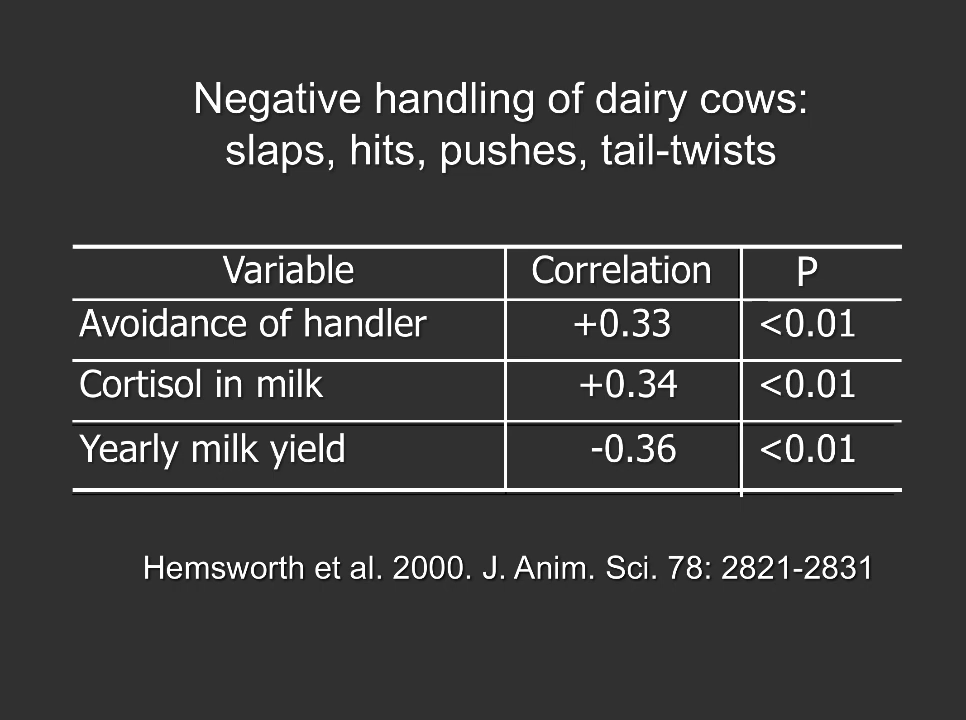 Negative handling of dairy cows:
slaps, hits, pushes, tail-twists
Variable Correlation P
Avoidance of handler +0.33 <0.01
Cortisol in milk +0.34 <0.01
Yearly milk yield -0.36 <0.01
Hemsworth et al. 2000. J. Anim. Sci. 78: 2821-2831